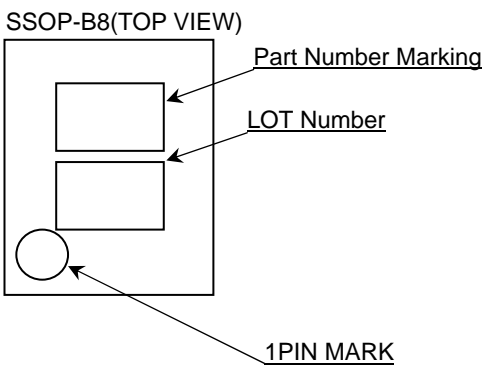 SSOP-B8(TOP VIEW)
Part Number Marking
LOT Number
1PIN MARK